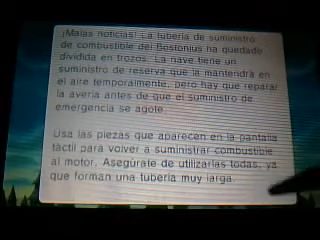 ¡Malas noticias! La tubería de suministro
de combustible del Bostonius ha quedado
dividida en trozos. La nave tiene un
suministro de reserva que la mantendrá en
el aire temporalmente, pero hay que reparar
la avería antes de que el suministro de
emergencia se agote.
Usa las piezas que aparecen en la pantalla
táctil para volver a suministrar combustible
al motor. Asegúrate de utilizarlas todas, ya
que forman una tubería muy larga.